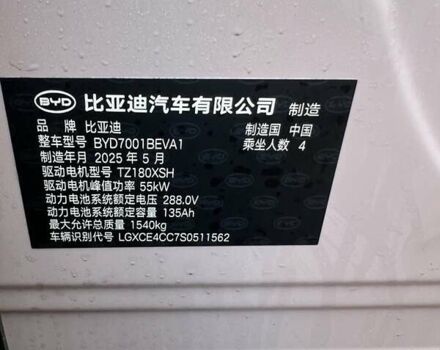 BYD 比亚迪汽车有限公司 制造
品 牌 比亚迪 制造国 中国
整车型号 BYD7001BEVA1 乘坐人数 4
制造年月 2025 年 5 月
驱动电机型号 TZ180XSH
驱动电机峰值功率 55kW
动力电池系统额定电压 288.0V
动力电池系统额定容量 135Ah
最大允许总质量 1540kg
车辆识别代号 LGXCE4CC7S0511562